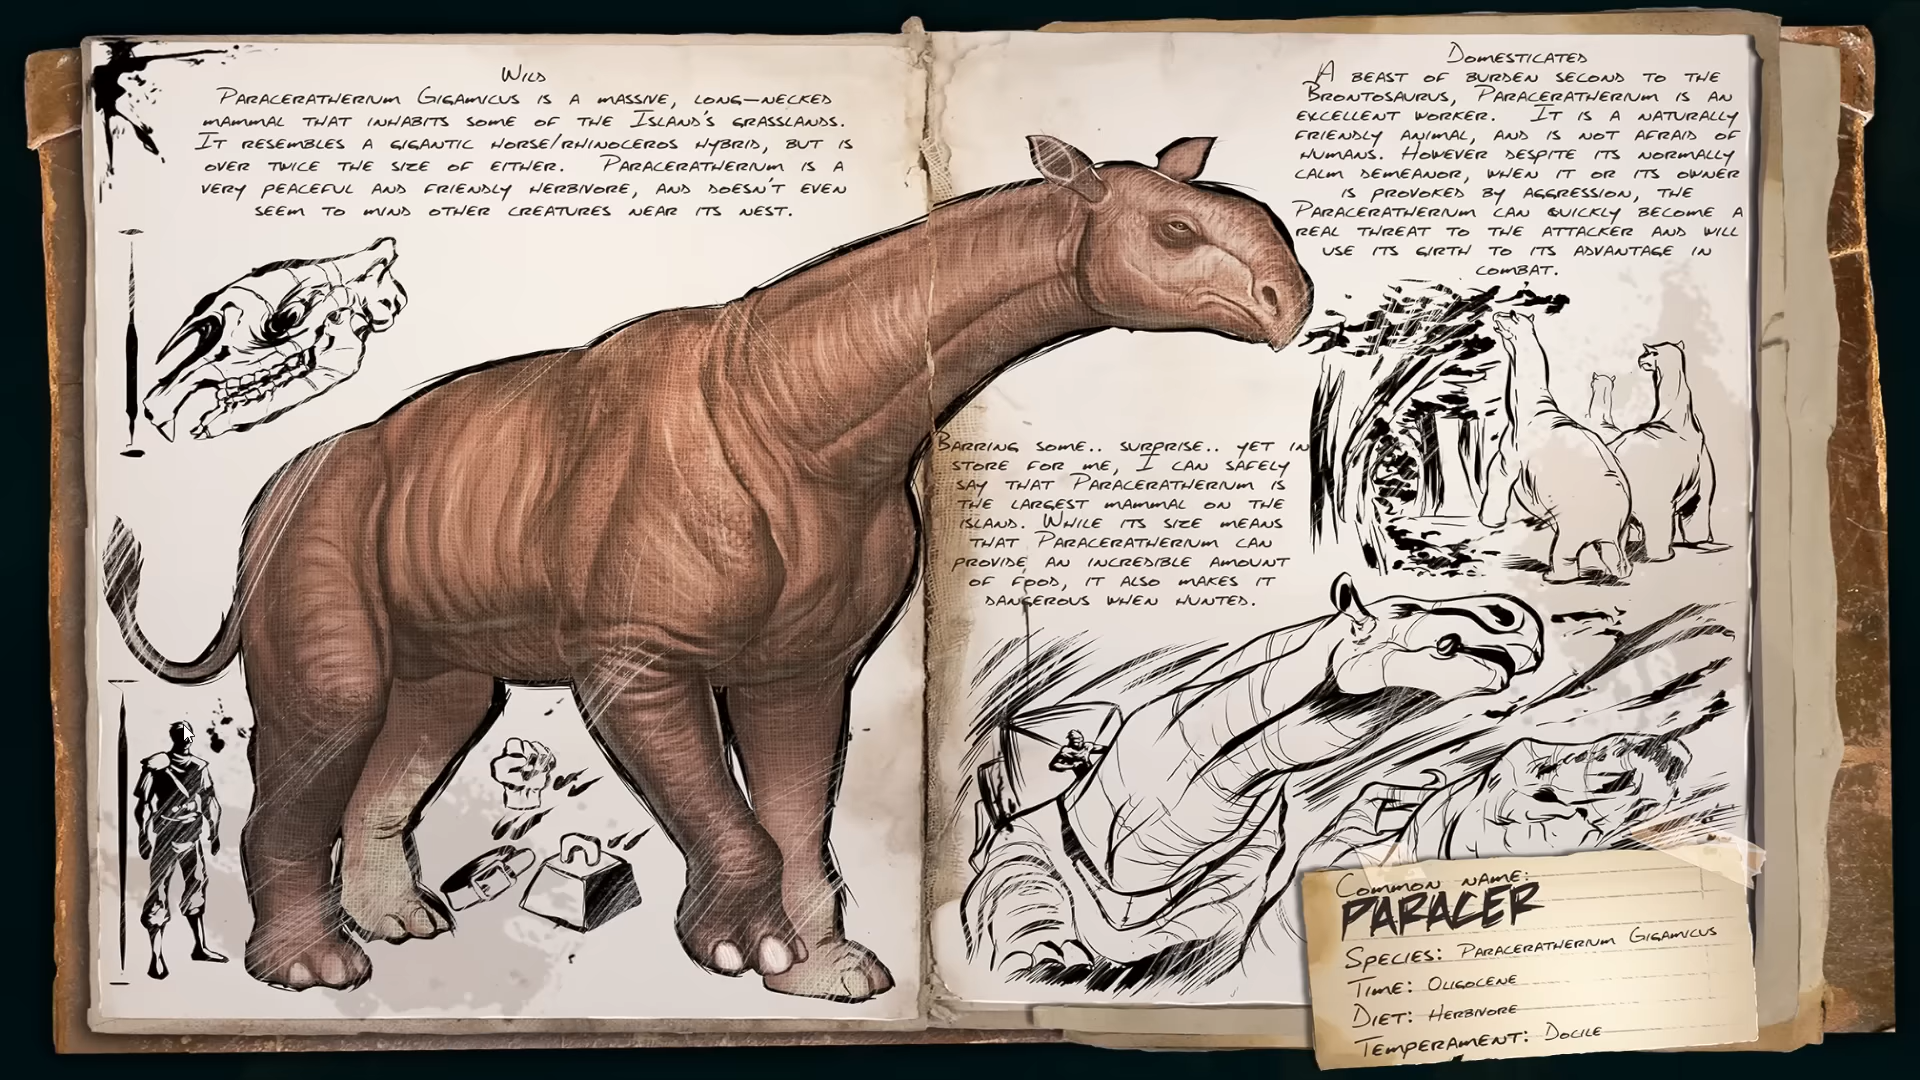 Wild
Paraceratherium Gigamicus is a massive, long-necked
mammal that inhabits some of the Island's grasslands.
It resembles a gigantic horse/rhinoceros hybrid, but is
over twice the size of either. Paraceratherium is a
very peaceful and friendly herbivore, and doesn't even
seem to mind other creatures near its nest.
Domesticated
A beast of burden second to the
Brontosaurus, Paraceratherium is an
excellent worker. It is a naturally
friendly animal, and is not afraid of
humans. However despite its normally
calm demeanor, when it or its owner
is provoked by aggression, the
Paraceratherium can quickly become a
real threat to the attacker and will
use its girth to its advantage in
combat.
Barring some.. surprise.. yet in
store for me, I can safely
say that Paraceratherium is
the largest mammal on the
island. While its size means
that Paraceratherium can
provide an incredible amount
of food, it also makes it
dangerous when hunted.
Common name:
PARACER
Species: Paraceratherium Gigamicus
Time: Oligocene
Diet: Herbivore
Temperament: Docile